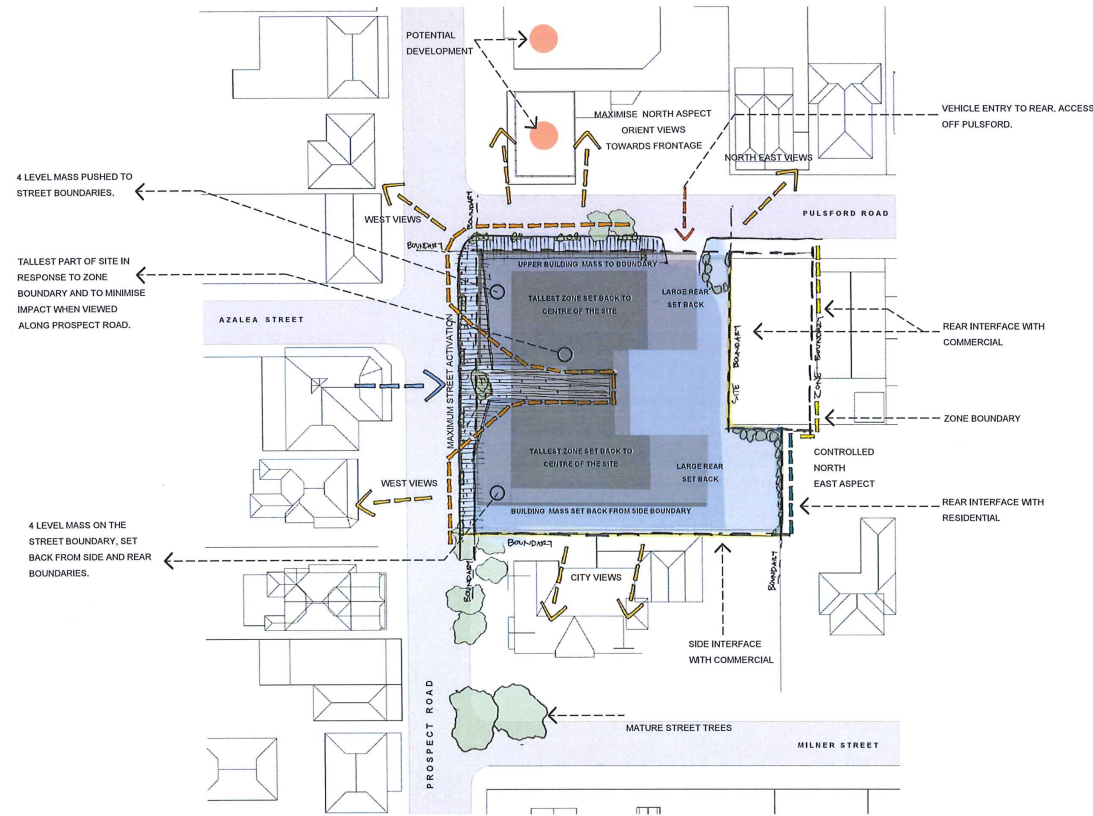 POTENTIAL
DEVELOPMENT
MAXIMISE NORTH ASPECT
ORIENT VIEWS
TOWARDS FRONTAGE
VEHICLE ENTRY TO REAR, ACCESS
OFF PULSFORD.
NORTH EAST VIEWS
4 LEVEL MASS PUSHED TO
STREET BOUNDARIES.
WEST VIEWS
BOUNDARY
PULSFORD ROAD
BOUNDARY
UPPER BUILDING MASS TO BOUNDARY
TALLEST PART OF SITE IN
RESPONSE TO ZONE
BOUNDARY AND TO MINIMISE
IMPACT WHEN VIEWED
ALONG PROSPECT ROAD.
TALLEST ZONE SET BACK TO
CENTRE OF THE SITE
LARGE REAR
SET BACK
AZALEA STREET
MAXIMUM STREET ACTIVATION
SITE BOUNDARY
ZONE BOUNDARY
REAR INTERFACE WITH
COMMERCIAL
ZONE BOUNDARY
TALLEST ZONE SET BACK TO
CENTRE OF THE SITE
LARGE REAR
SET BACK
CONTROLLED
NORTH
EAST ASPECT
WEST VIEWS
BUILDING MASS SET BACK FROM SIDE BOUNDARY
REAR INTERFACE WITH
RESIDENTIAL
4 LEVEL MASS ON THE
STREET BOUNDARY, SET
BACK FROM SIDE AND REAR
BOUNDARIES.
BOUNDARY
BOUNDARY
BOUNDARY
CITY VIEWS
SIDE INTERFACE
WITH COMMERCIAL
PROSPECT ROAD
MATURE STREET TREES
MILNER STREET